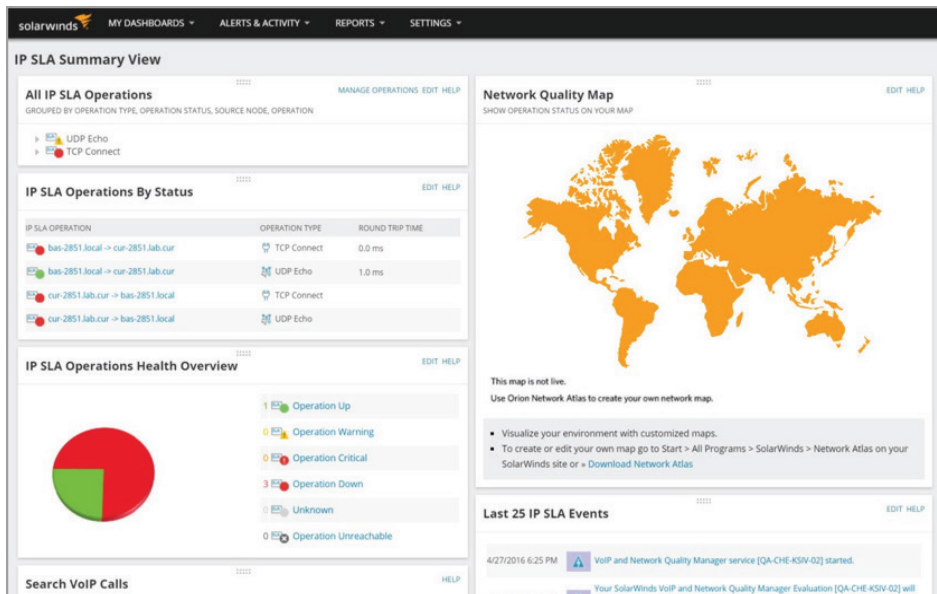 solarwinds MY DASHBOARDS ALERTS & ACTIVITY REPORTS SETTINGS
IP SLA Summary View
All IP SLA Operations MANAGE OPERATIONS EDIT HELP
GROUPED BY OPERATION TYPE, OPERATION STATUS, SOURCE NODE, OPERATION
UDP Echo
TCP Connect
IP SLA Operations By Status EDIT HELP
IP SLA OPERATION OPERATION TYPE ROUND TRIP TIME
bas-2851.local -> cur-2851.lab.cur TCP Connect 0.0 ms
bas-2851.local -> cur-2851.lab.cur UDP Echo 1.0 ms
cur-2851.lab.cur -> bas-2851.local TCP Connect
cur-2851.lab.cur -> bas-2851.local UDP Echo
IP SLA Operations Health Overview EDIT HELP
1 Operation Up
0 Operation Warning
0 Operation Critical
3 Operation Down
0 Unknown
0 Operation Unreachable
Search VoIP Calls HELP
Network Quality Map EDIT HELP
SHOW OPERATION STATUS ON YOUR MAP
This map is not live.
Use Orion Network Atlas to create your own network map.
Visualize your environment with customized maps.
To create or edit your own map go to Start > All Programs > SolarWinds > Network Atlas on your
SolarWinds site or » Download Network Atlas
Last 25 IP SLA Events EDIT HELP
4/27/2016 6:25 PM VoIP and Network Quality Manager service [QA-CHE-KSIV-02] started.
Your SolarWinds VoIP and Network Quality Manager Evaluation [QA-CHE-KSIV-02] will